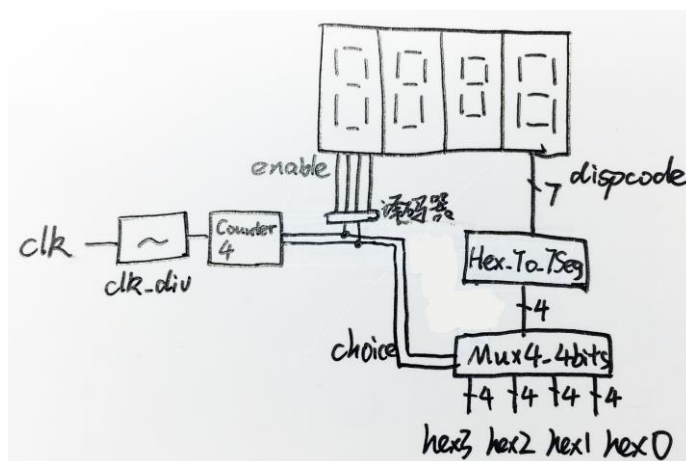 enable
7 dispcode
译码器
clk
~
Counter
4
clk_div
Hex_To_7Seg
4
choice
Mux4_4bits
4 4 4 4
hex3 hex2 hex1 hex0